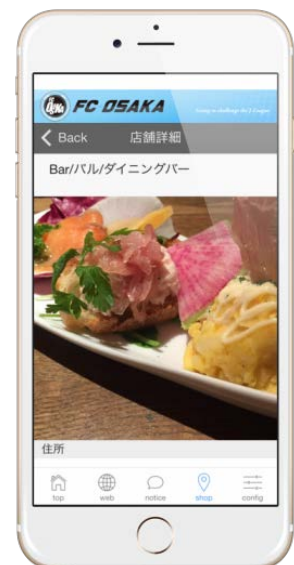 FC OSAKA
Going to challenge the J.League
Back 店舗詳細
Bar/バル/ダイニングバー
住所
top web notice shop config